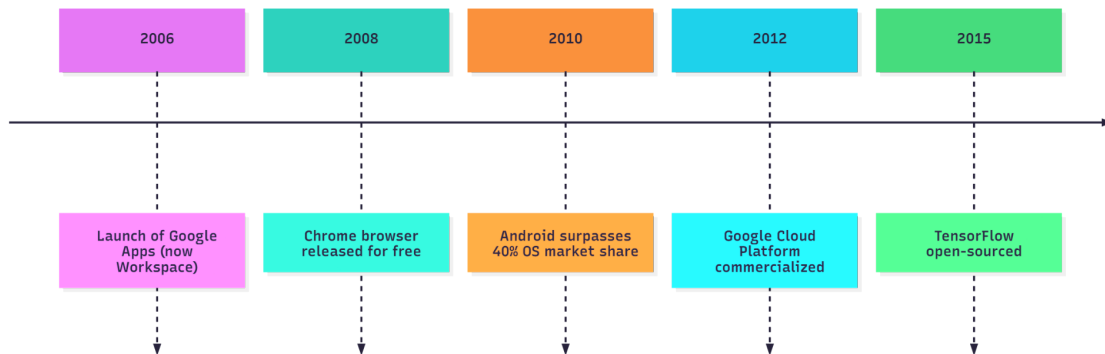 2006
2008
2010
2012
2015
Launch of Google
Apps (now
Workspace)
Chrome browser
released for free
Android surpasses
40% OS market share
Google Cloud
Platform
commercialized
TensorFlow
open-sourced